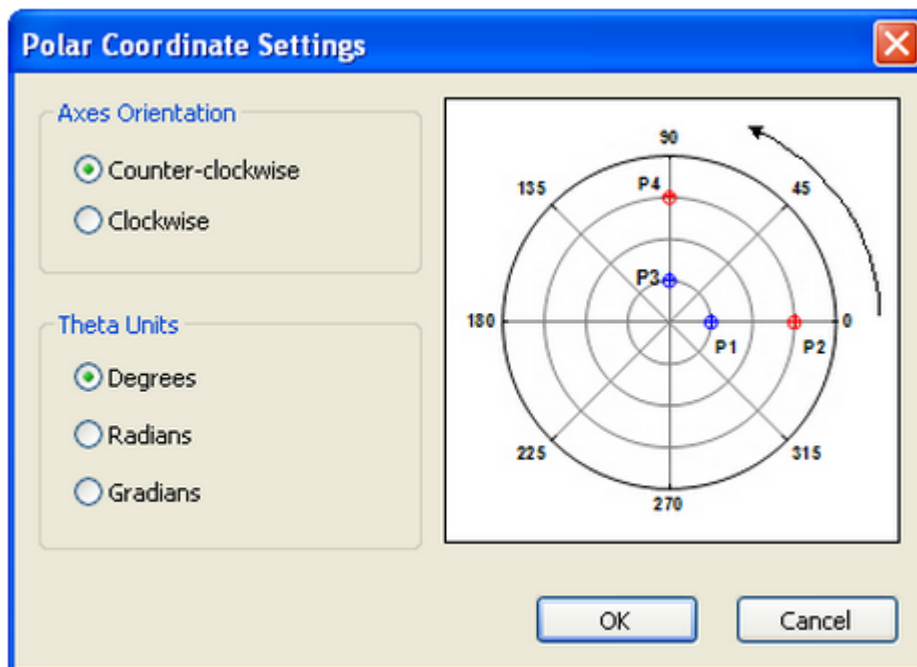 Polar Coordinate Settings
Axes Orientation
Counter-clockwise
Clockwise
Theta Units
Degrees
Radians
Gradians
90
135
P4
45
P3
180
0
P1
P2
225
315
270
OK
Cancel